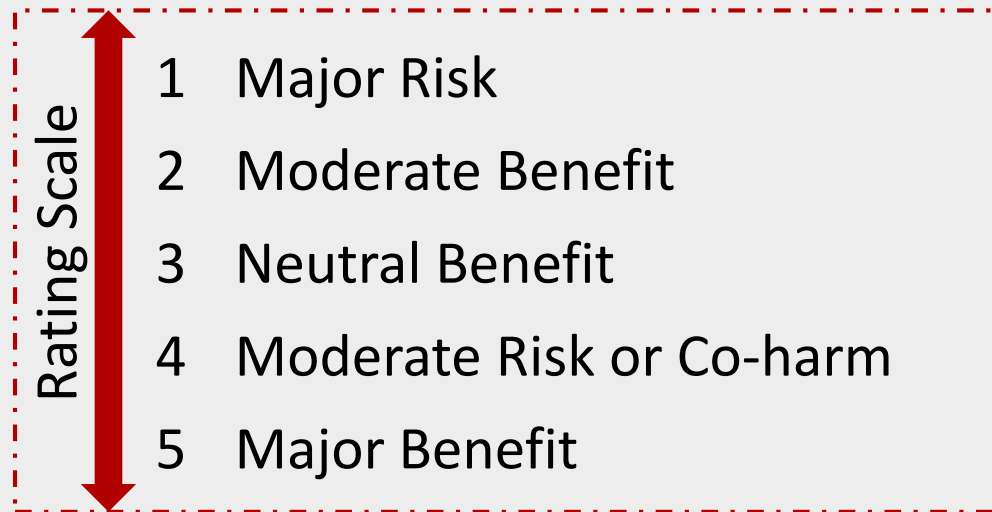 Rating Scale
1 Major Risk
2 Moderate Benefit
3 Neutral Benefit
4 Moderate Risk or Co-harm
5 Major Benefit